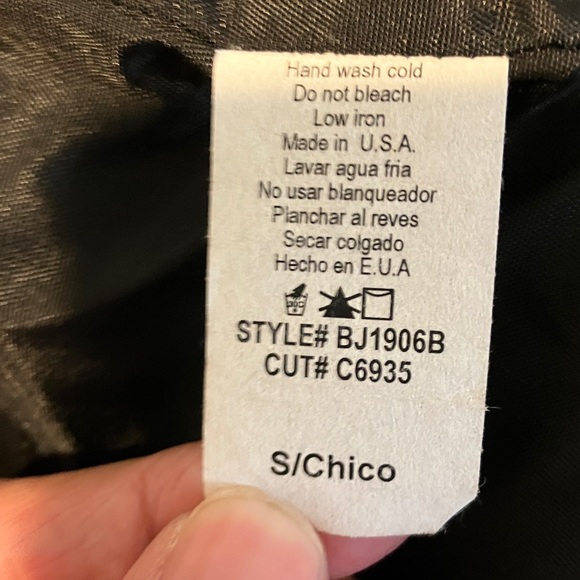 Hand wash cold
Do not bleach
Low iron
Made in U.S.A.
Lavar agua fria
No usar blanqueador
Planchar al reves
Secar colgado
Hecho en E.U.A
STYLE# BJ1906B
CUT# C6935
S/Chico